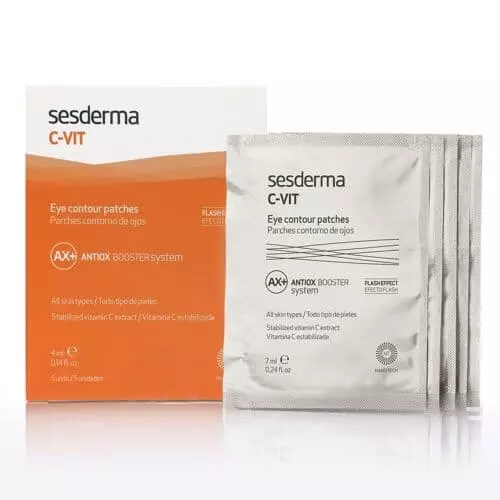 sesderma
C-VIT
Eye contour patches
Parches contorno de ojos
FLASH EFFECT
EFECTO FLASH
AX+ ANTIOX BOOSTER system
All skin types / Todo tipo de pieles
Stabilized vitamin C extract / Vitamina C estabilizada
4 ml e
0.14 fl. oz
5 units / 5 unidades
sesderma
C-VIT
Eye contour patches
Parches contorno de ojos
AX+ ANTIOX BOOSTER
system
FLASH EFFECT
EFECTO FLASH
All skin types / Todo tipo de pieles
Stabilized vitamin C extract
Vitamina C estabilizada
7 ml e
0.24 fl. oz
NANOTECH